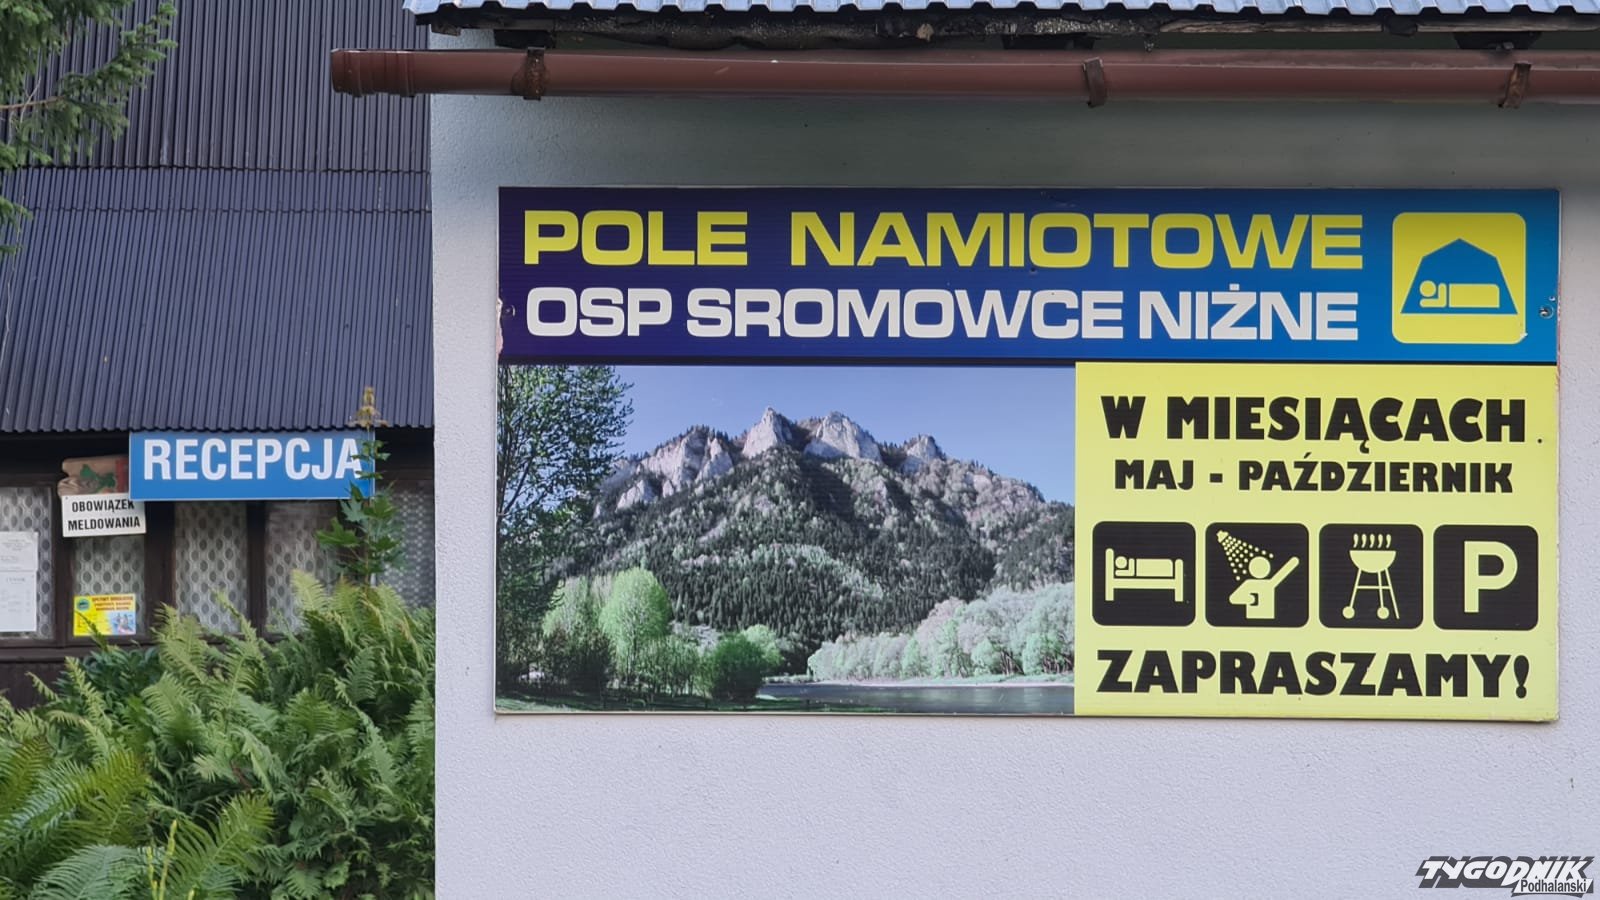 POLE NAMIOTOWE
OSP SROMOWCE NIŻNE
W MIESIĄCACH
MAJ - PAŹDZIERNIK
P
ZAPRASZAMY!
RECEPCJA
OBOWIĄZEK
MELDOWANIA
TYGODNIK
Podhalański